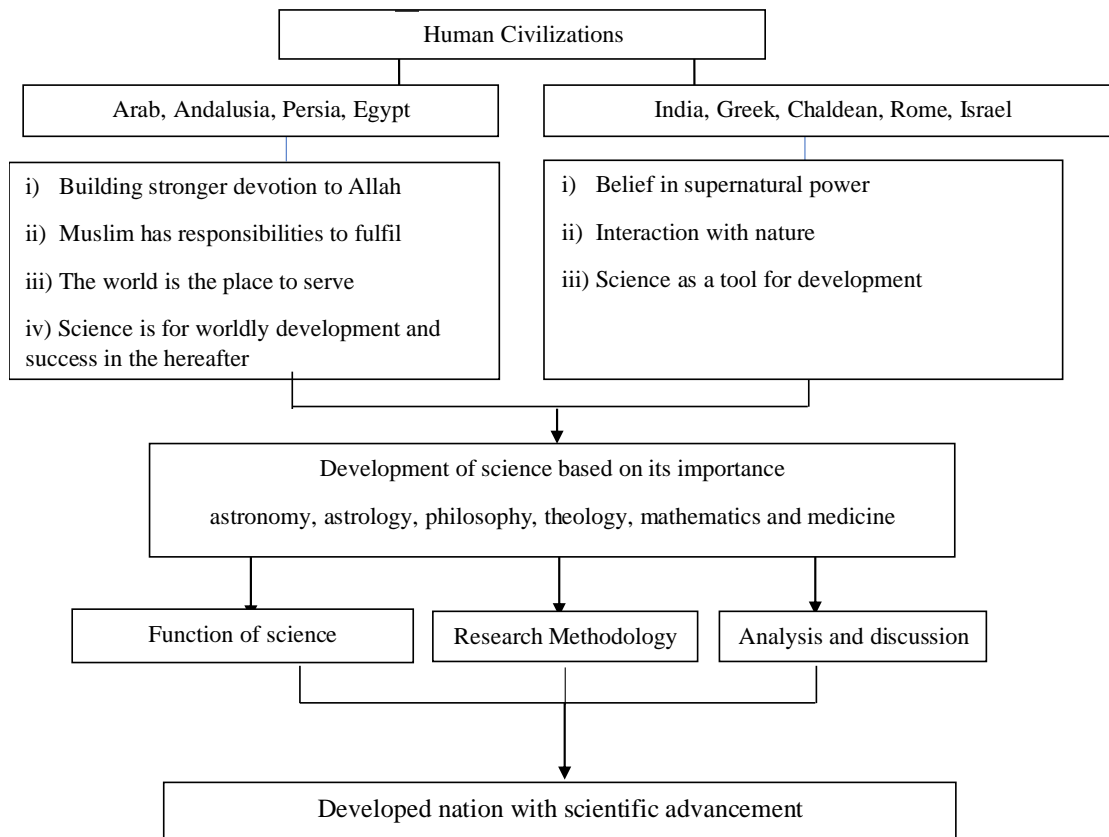 Human Civilizations
Arab, Andalusia, Persia, Egypt
India, Greek, Chaldean, Rome, Israel
i) Building stronger devotion to Allah
ii) Muslim has responsibilities to fulfil
iii) The world is the place to serve
iv) Science is for worldly development and
success in the hereafter
i) Belief in supernatural power
ii) Interaction with nature
iii) Science as a tool for development
Development of science based on its importance
astronomy, astrology, philosophy, theology, mathematics and medicine
Function of science
Research Methodology
Analysis and discussion
Developed nation with scientific advancement